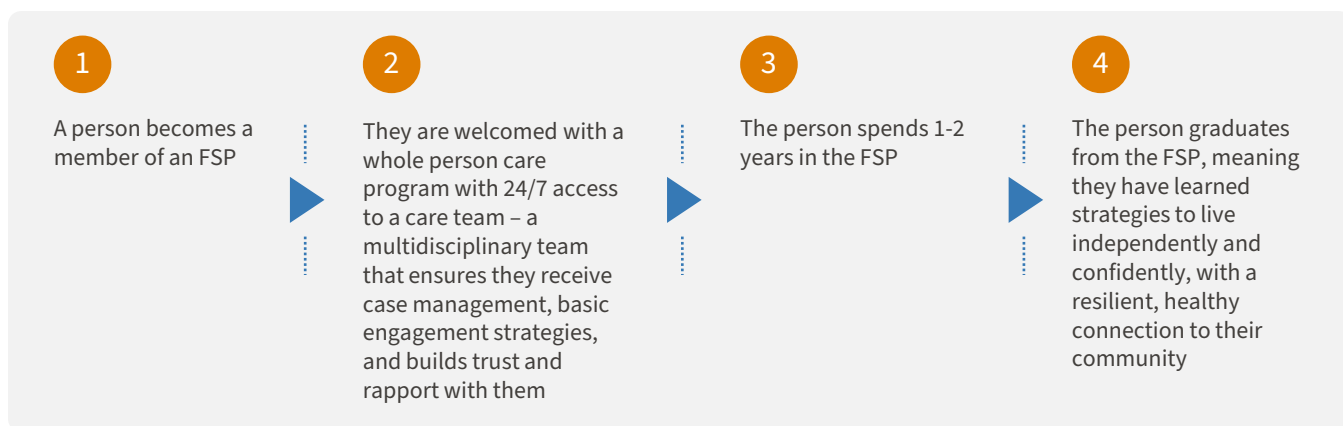 1
A person becomes a
member of an FSP
2
They are welcomed with a
whole person care
program with 24/7 access
to a care team – a
multidisciplinary team
that ensures they receive
case management, basic
engagement strategies,
and builds trust and
rapport with them
3
The person spends 1-2
years in the FSP
4
The person graduates
from the FSP, meaning
they have learned
strategies to live
independently and
confidently, with a
resilient, healthy
connection to their
community